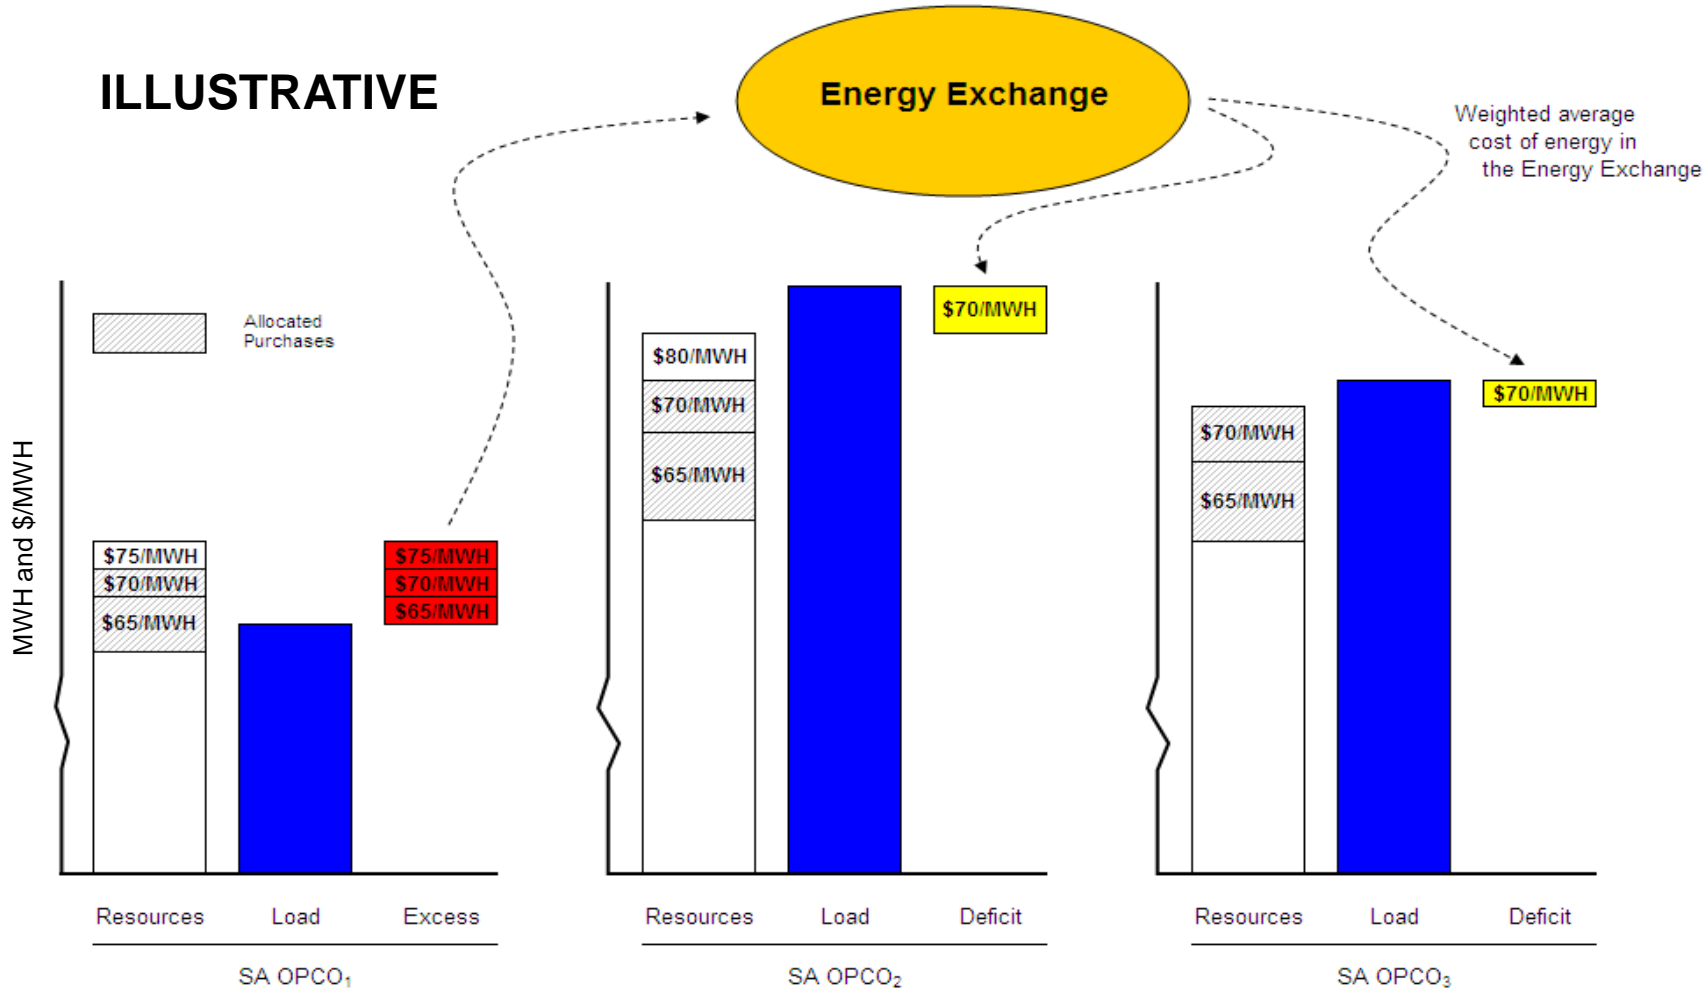 ILLUSTRATIVE
Energy Exchange
Weighted average
cost of energy in
the Energy Exchange
MWH and $/MWH
Allocated
Purchases
$75/MWH
$70/MWH
$65/MWH
$75/MWH
$70/MWH
$65/MWH
Resources
Load
Excess
SA OPCO₁
$80/MWH
$70/MWH
$65/MWH
$70/MWH
Resources
Load
Deficit
SA OPCO₂
$70/MWH
$65/MWH
$70/MWH
Resources
Load
Deficit
SA OPCO₃